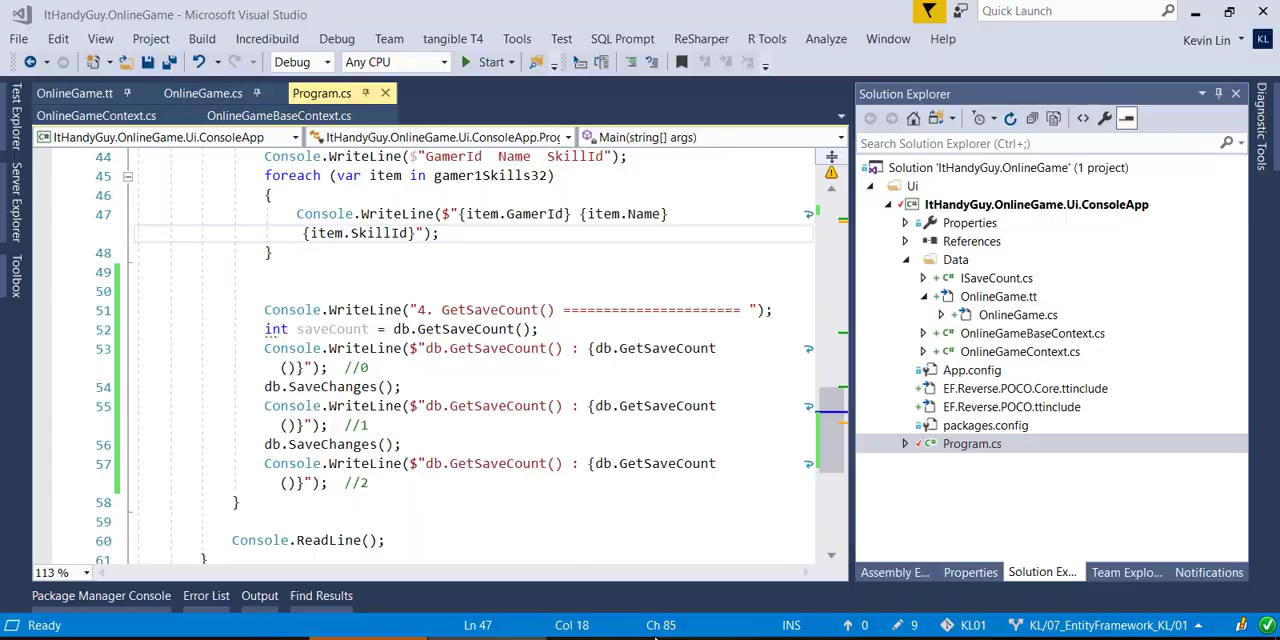 ItHandyGuy.OnlineGame - Microsoft Visual Studio
Quick Launch
File Edit View Project Build Incredibuild Debug Team tangible T4 Tools Test SQL Prompt ReSharper R Tools Analyze Window Help
Kevin Lin KL
Debug Any CPU Start
OnlineGame.tt OnlineGame.cs Program.cs
OnlineGameContext.cs OnlineGameBaseContext.cs
ItHandyGuy.OnlineGame.Ui.ConsoleApp ItHandyGuy.OnlineGame.Ui.ConsoleApp.Prog Main(string[] args)
Test Explorer
Server Explorer
Toolbox
44 Console.WriteLine($"GamerId  Name  SkillId");
45 foreach (var item in gamer1Skills32)
46 {
47 Console.WriteLine($"{item.GamerId} {item.Name}
{item.SkillId}");
48 }
49
50
51 Console.WriteLine("4. GetSaveCount() ====================== ");
52 int saveCount = db.GetSaveCount();
53 Console.WriteLine($"db.GetSaveCount() : {db.GetSaveCount
()}");  //0
54 db.SaveChanges();
55 Console.WriteLine($"db.GetSaveCount() : {db.GetSaveCount
()}");  //1
56 db.SaveChanges();
57 Console.WriteLine($"db.GetSaveCount() : {db.GetSaveCount
()}");  //2
58 }
59
60 Console.ReadLine();
61 }
113 %
Solution Explorer
Search Solution Explorer (Ctrl+;)
Solution 'ItHandyGuy.OnlineGame' (1 project)
Ui
ItHandyGuy.OnlineGame.Ui.ConsoleApp
Properties
References
Data
ISaveCount.cs
OnlineGame.tt
OnlineGame.cs
OnlineGameBaseContext.cs
OnlineGameContext.cs
App.config
EF.Reverse.POCO.Core.ttinclude
EF.Reverse.POCO.ttinclude
packages.config
Program.cs
Assembly E... Properties Solution Ex... Team Explo... Notifications
Diagnostic Tools
Package Manager Console Error List Output Find Results
Ready Ln 47 Col 18 Ch 85 INS 0 9 KL01 KL/07_EntityFramework_KL/01